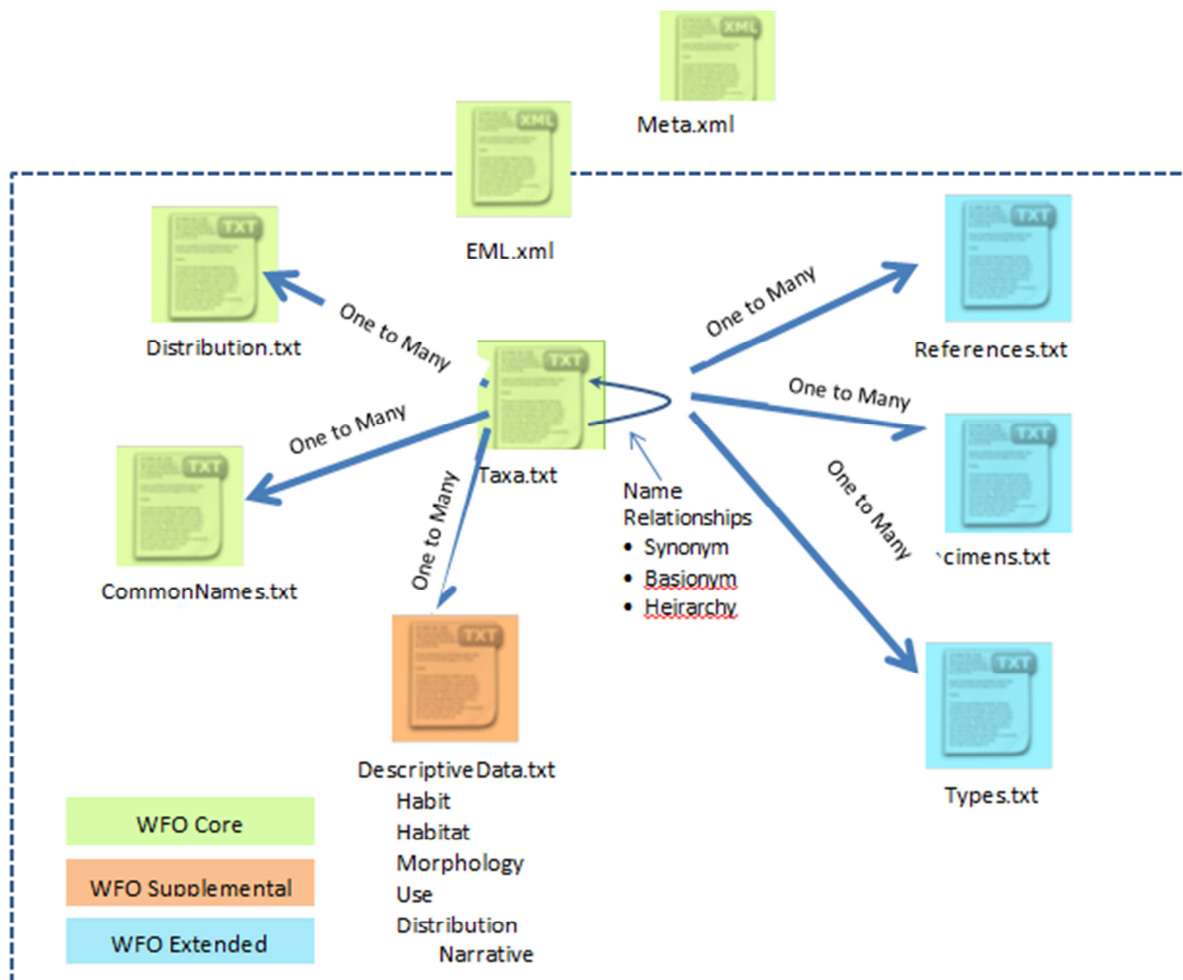 XML
Meta.xml
XML
EML.xml
TXT
Distribution.txt
One to Many
One to Many
TXT
References.txt
TXT
Taxa.txt
One to Many
TXT
CommonNames.txt
One to Many
Name
Relationships
• Synonym
• Basionym
• Heirarchy
One to Many
One to Many
TXT
cimens.txt
TXT
DescriptiveData.txt
Habit
Habitat
Morphology
Use
Distribution
Narrative
TXT
Types.txt
WFO Core
WFO Supplemental
WFO Extended